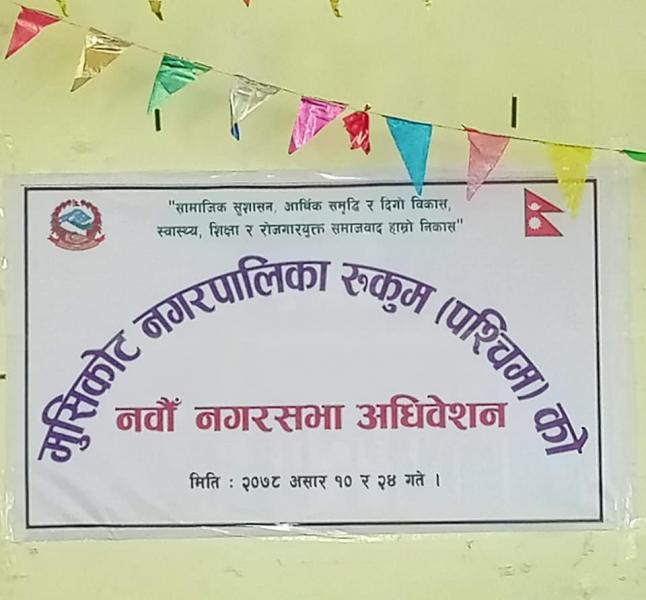 "सामाजिक सुशासन, आर्थिक समृद्धि र दिगो विकास,
स्वास्थ्य, शिक्षा र रोजगारयुक्त समाजवाद हाम्रो निकास"
मुसिकोट नगरपालिका रुकुम (पश्चिम) को
नवौँ नगरसभा अधिवेशन
मिति : २०७८ असार १० र २४ गते ।